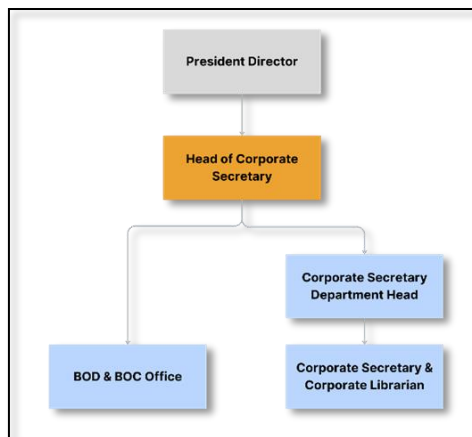 President Director
Head of Corporate
Secretary
Corporate Secretary
Department Head
BOD & BOC Office
Corporate Secretary &
Corporate Librarian